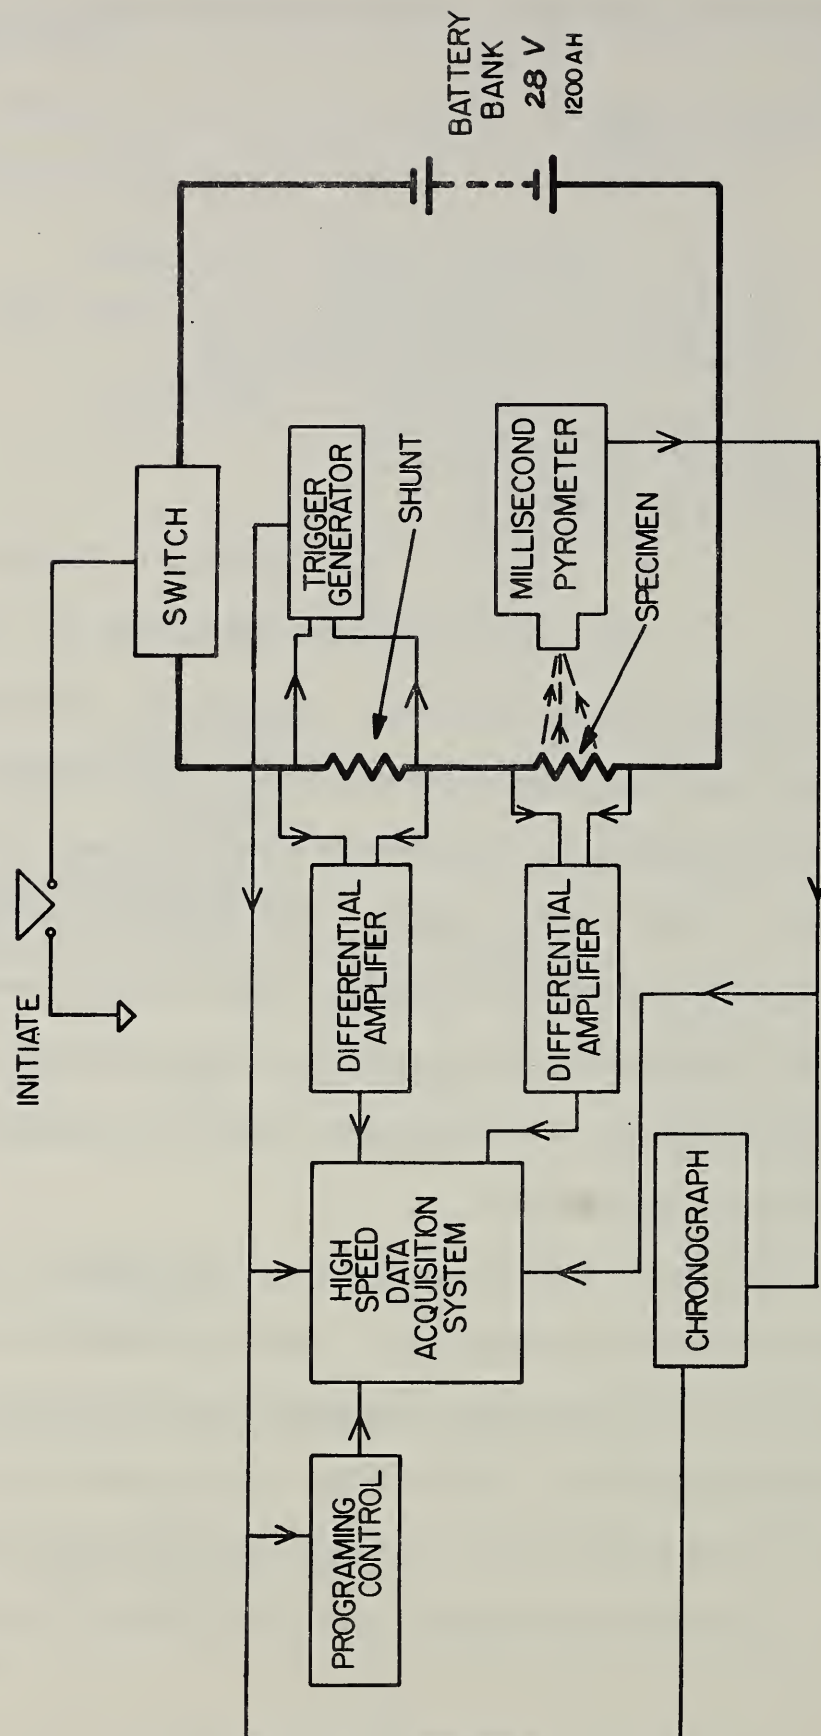 INITIATE
SWITCH
BATTERY
BANK
28 V
1200 AH
TRIGGER
GENERATOR
SHUNT
DIFFERENTIAL
AMPLIFIER
HIGH
SPEED
DATA
ACQUISITION
SYSTEM
PROGRAMING
CONTROL
MILLISECOND
PYROMETER
SPECIMEN
DIFFERENTIAL
AMPLIFIER
CHRONOGRAPH